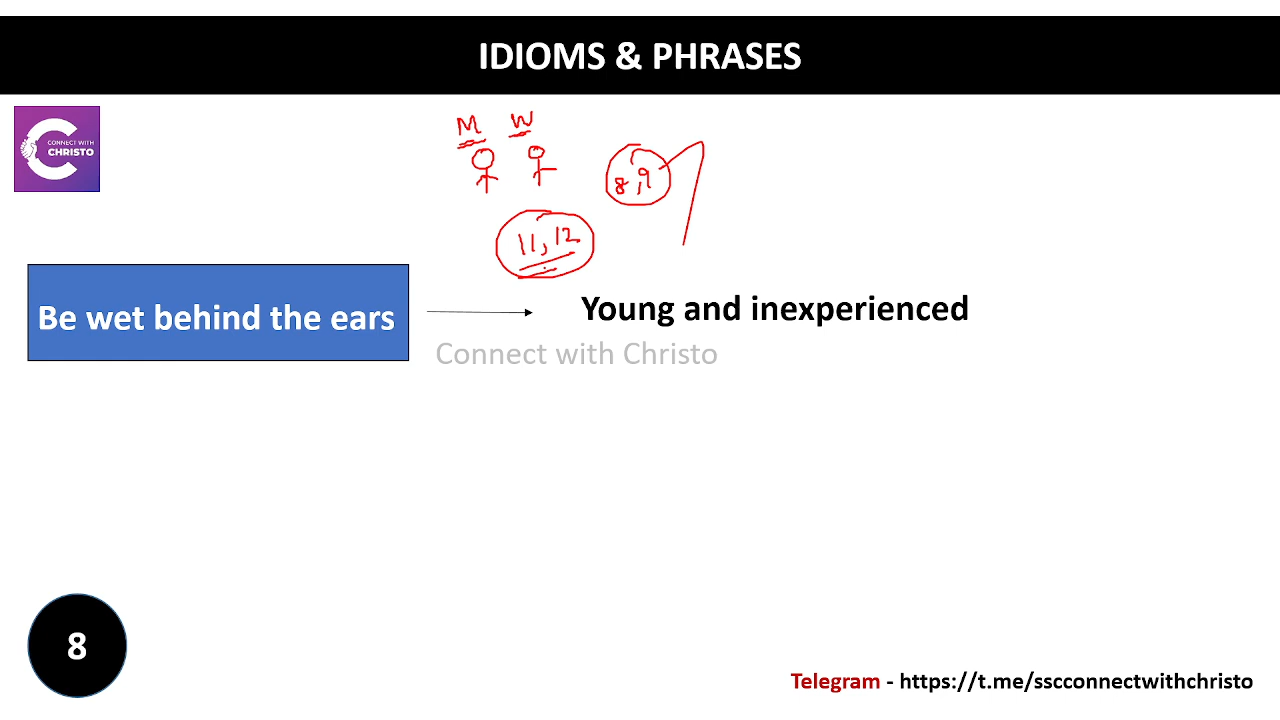 IDIOMS & PHRASES
CONNECT WITH
CHRISTO
M W
8,9
11,12
Be wet behind the ears
Young and inexperienced
Connect with Christo
8
Telegram - https://t.me/sscconnectwithchristo